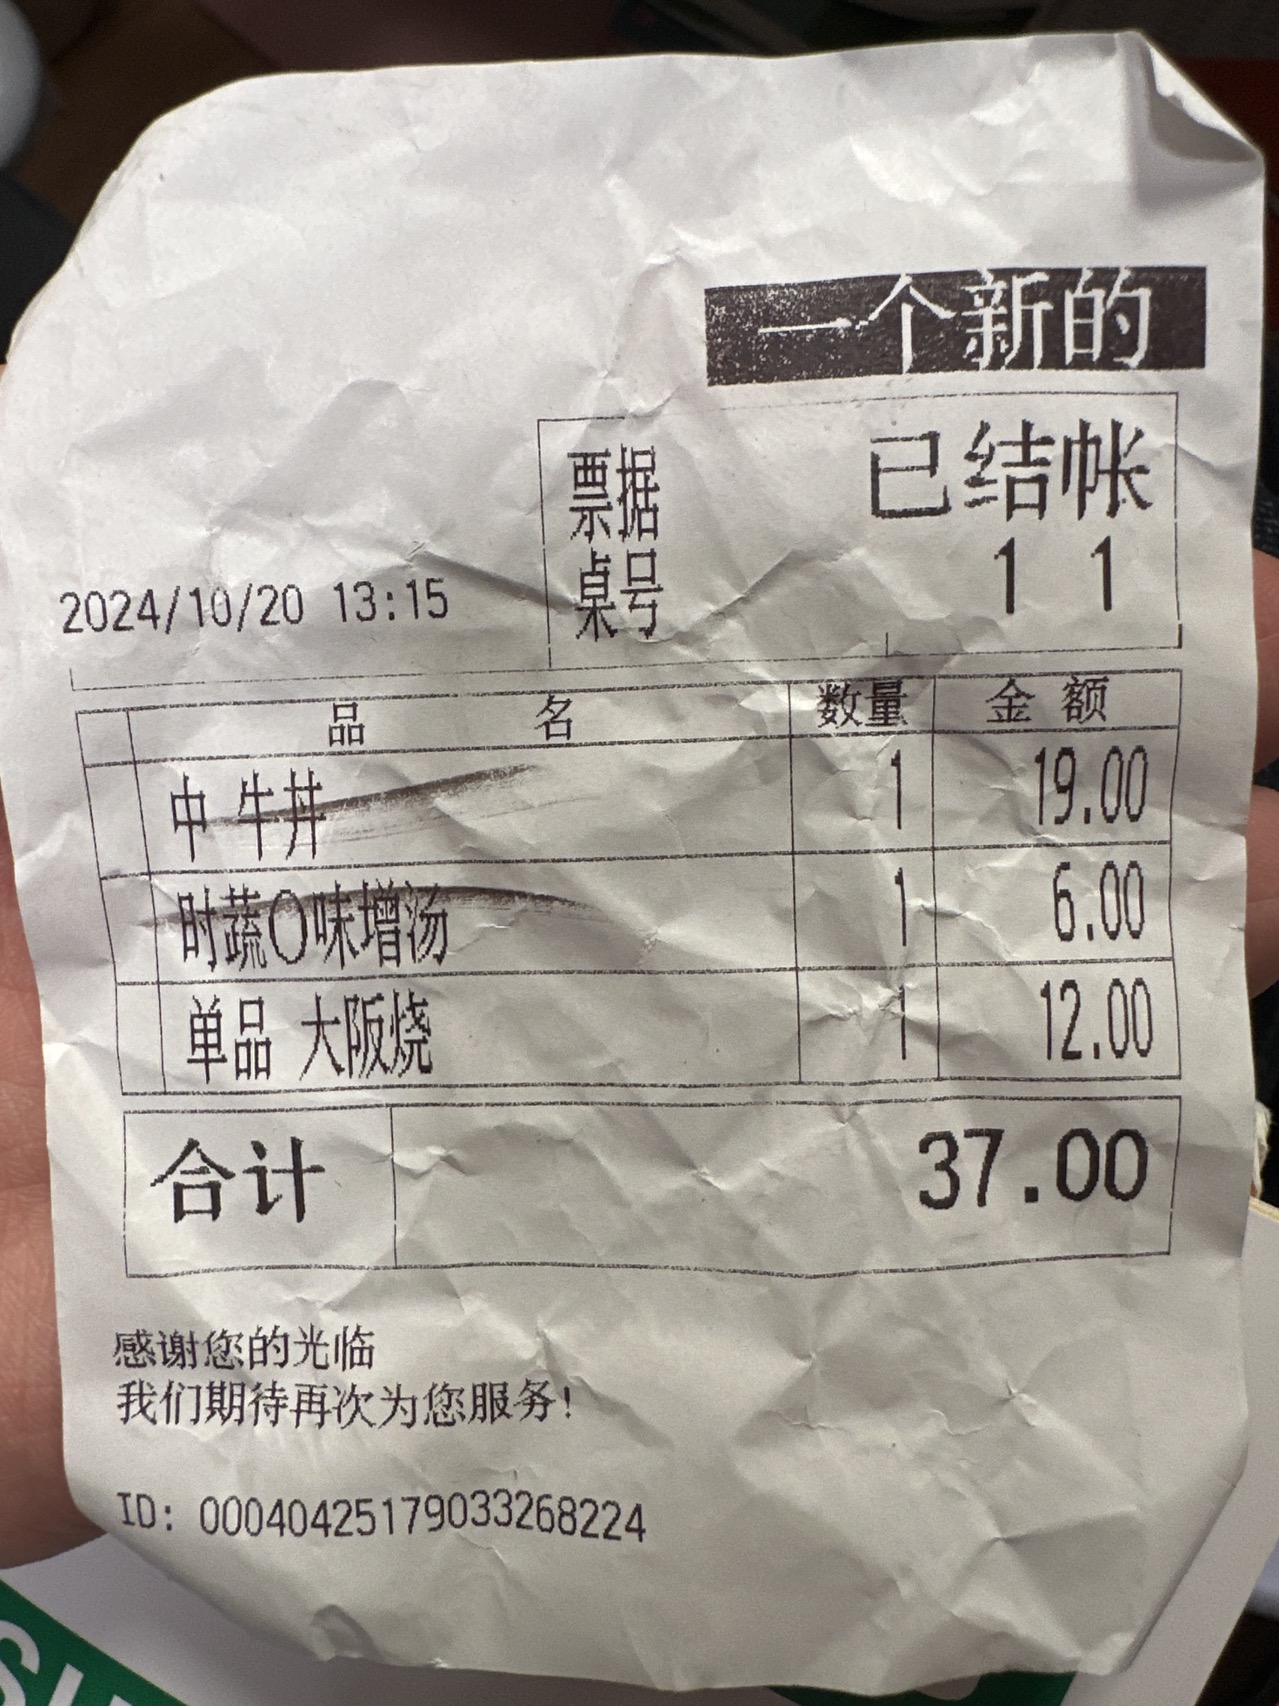 一个新的
票据 已结帐
桌号 1 1
2024/10/20 13:15
品 名 数量 金 额
中 牛丼 1 19.00
时蔬〇味增汤 1 6.00
单品 大阪烧 1 12.00
合计 37.00
感谢您的光临
我们期待再次为您服务!
ID: 00040425179033268224